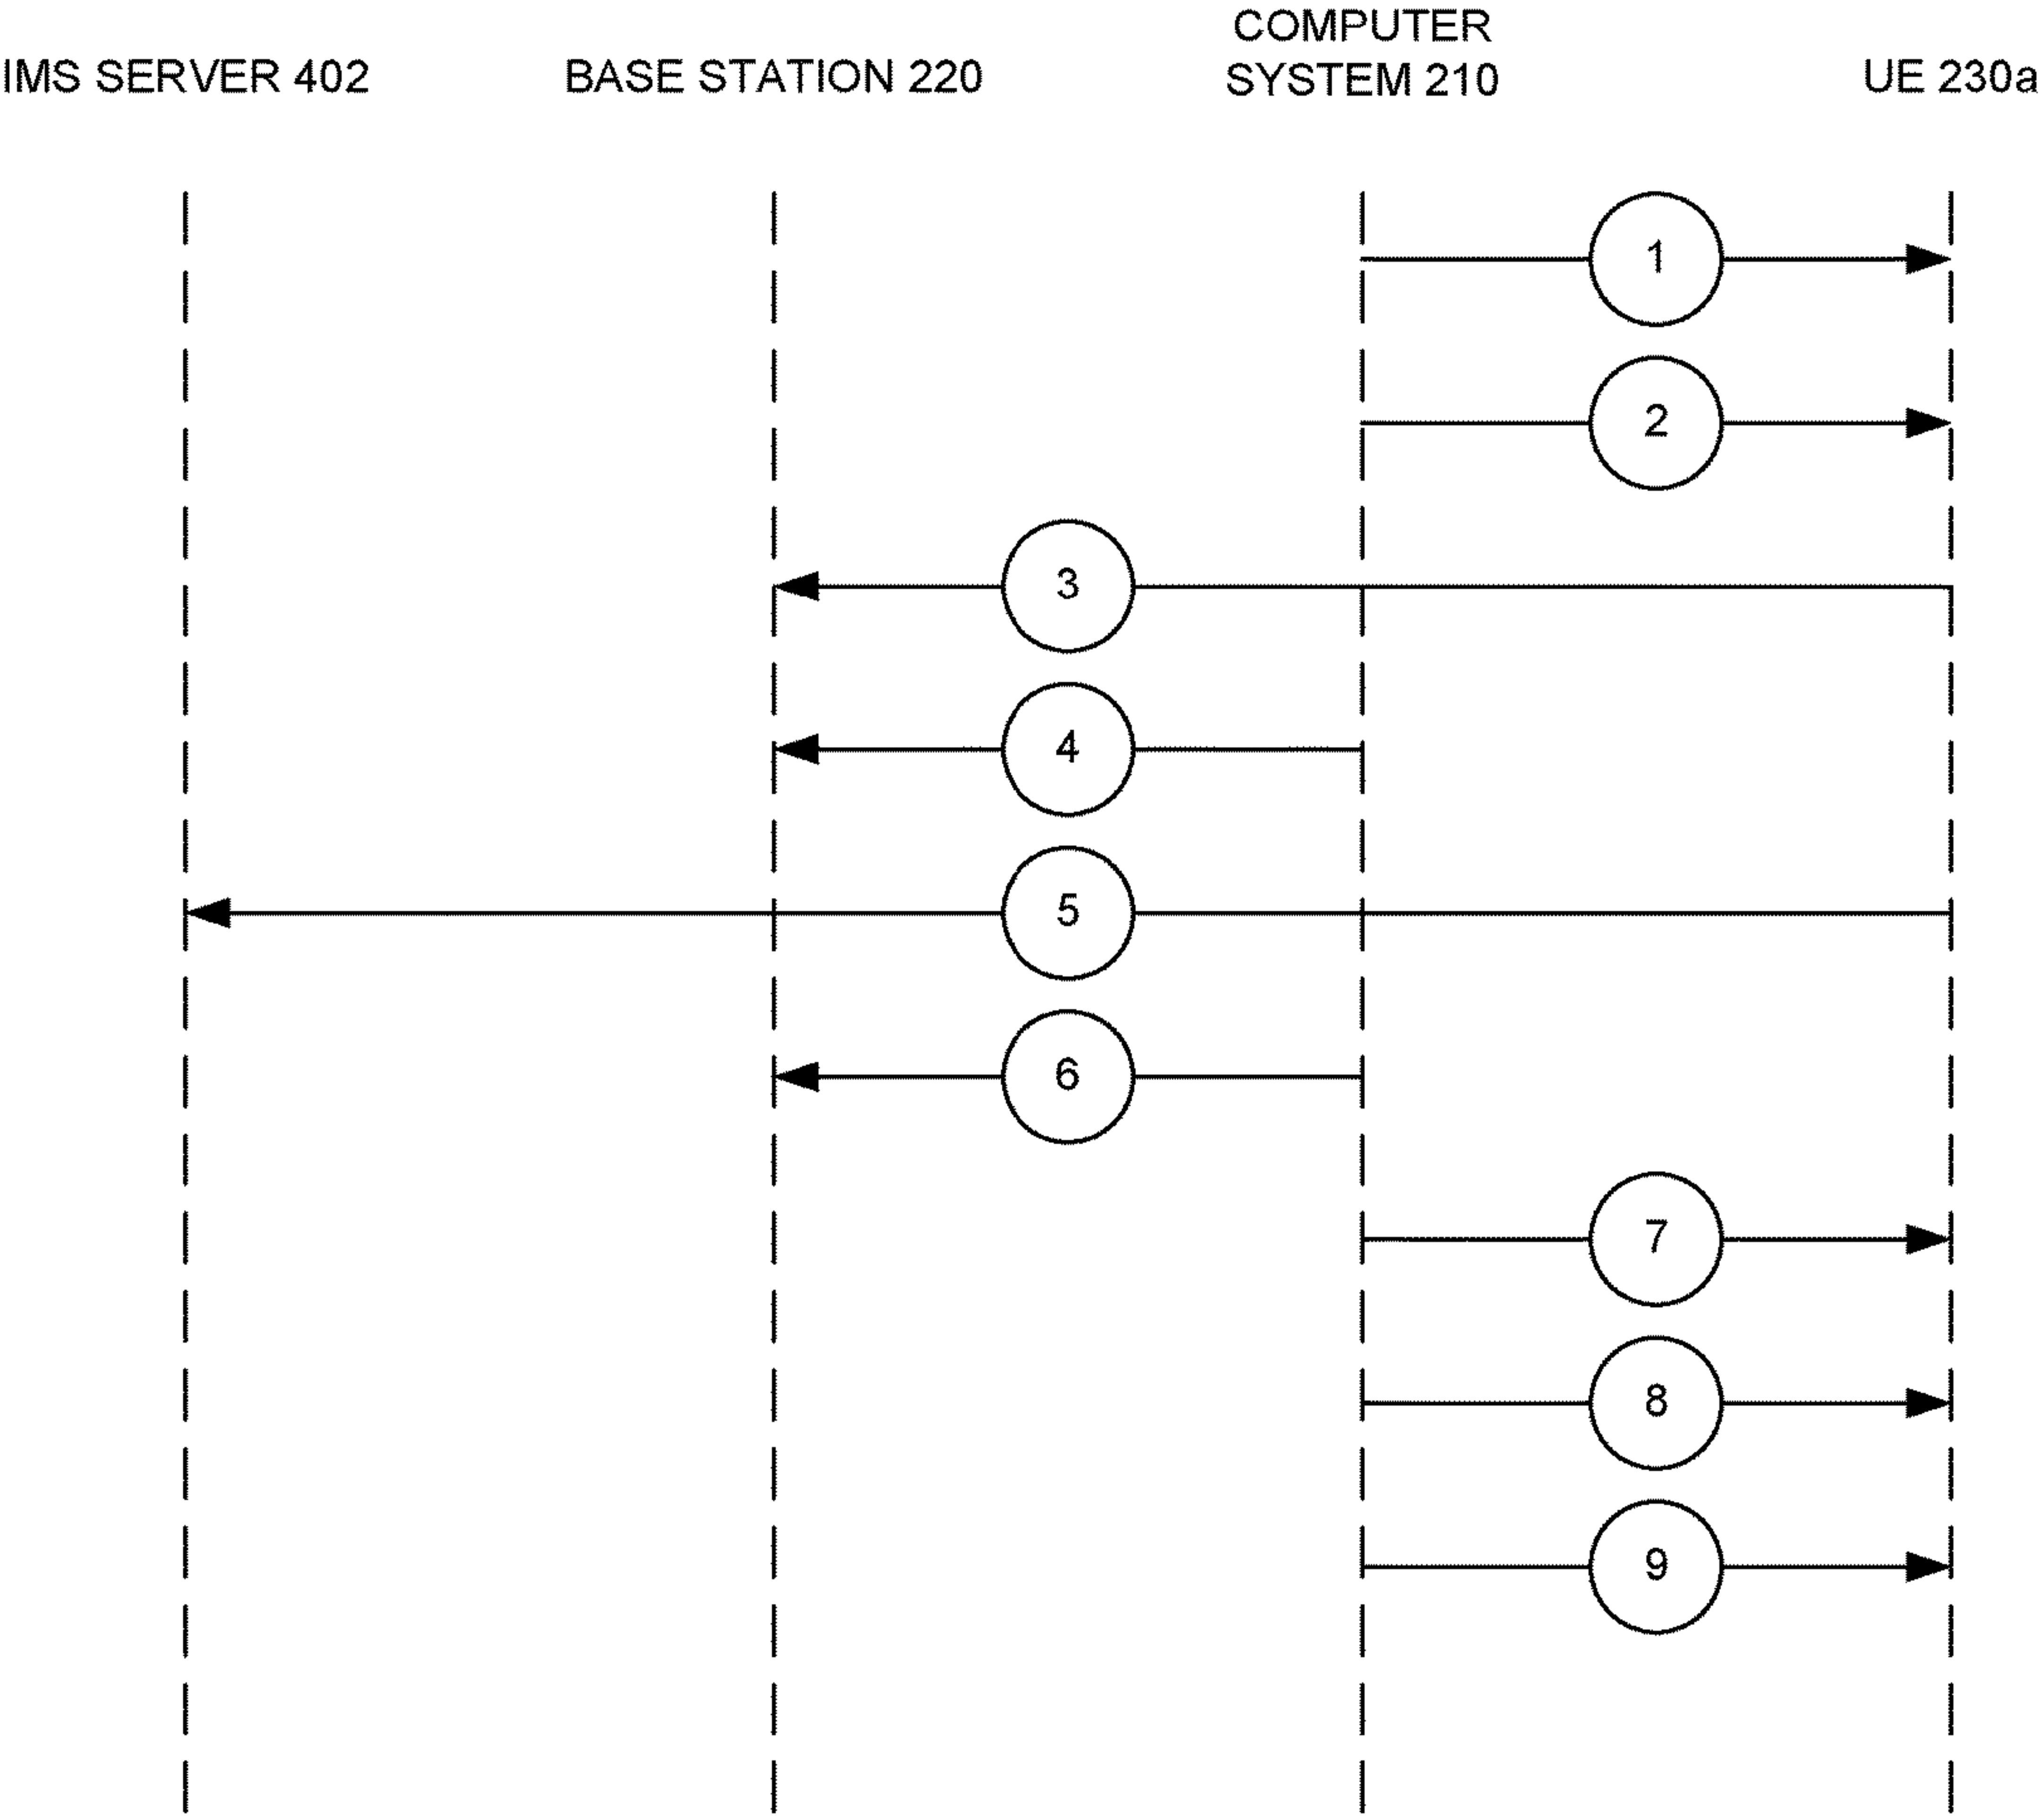 IMS SERVER 402
BASE STATION 220
COMPUTER
SYSTEM 210
UE 230a
1
2
3
4
5
6
7
8
9